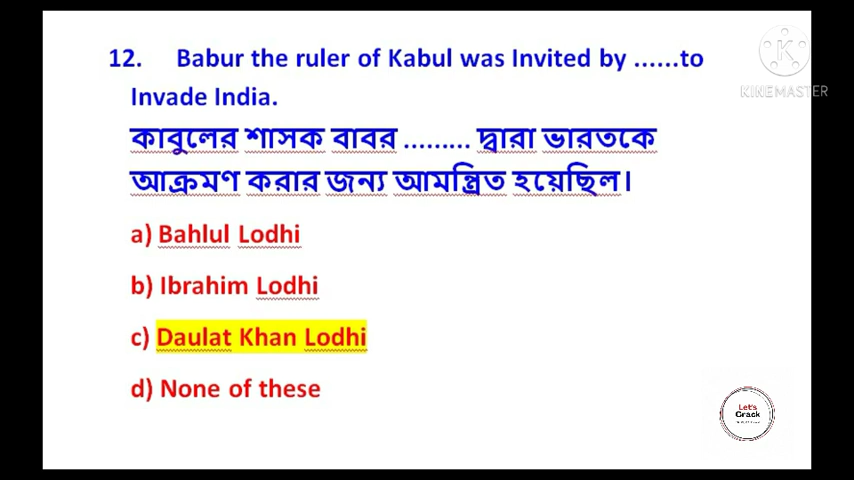 12. Babur the ruler of Kabul was Invited by ......to
Invade India.
কাবুলের শাসক বাবর ......... দ্বারা ভারতকে
আক্রমণ করার জন্য আমন্ত্রিত হয়েছিল।
a) Bahlul Lodhi
b) Ibrahim Lodhi
c) Daulat Khan Lodhi
d) None of these
K
KINEMASTER
Let's
Crack